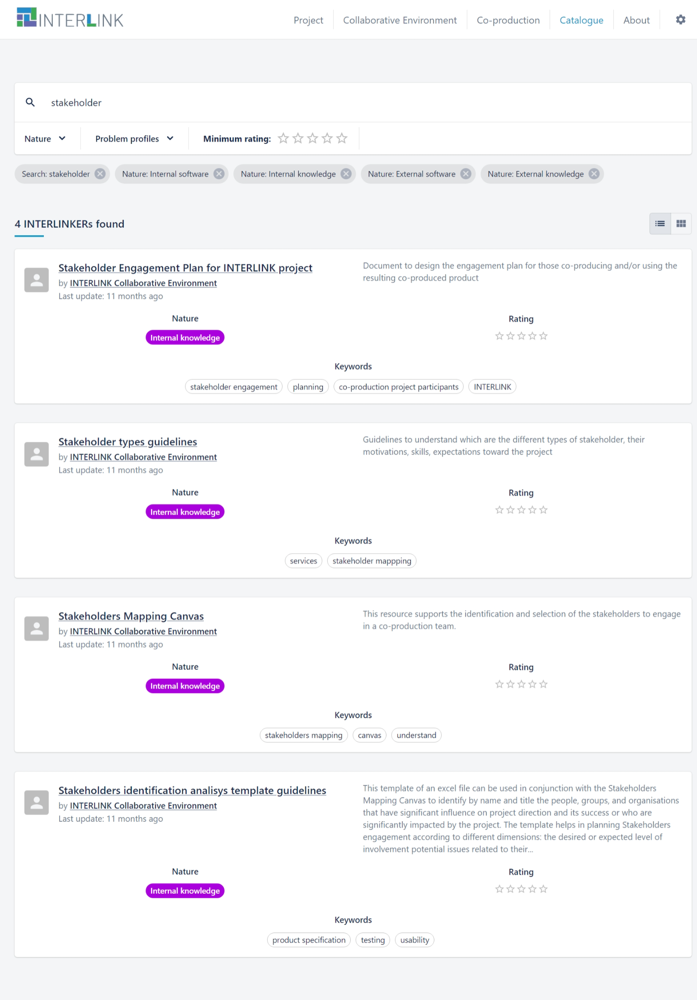 INTERLINK
Project
Collaborative Environment
Co-production
Catalogue
About
stakeholder
Nature
Problem profiles
Minimum rating:
Search: stakeholder
Nature: Internal software
Nature: Internal knowledge
Nature: External software
Nature: External knowledge
4 INTERLINKERs found
Stakeholder Engagement Plan for INTERLINK project
by INTERLINK Collaborative Environment
Last update: 11 months ago
Document to design the engagement plan for those co-producing and/or using the
resulting co-produced product
Nature
Internal knowledge
Rating
Keywords
stakeholder engagement
planning
co-production project participants
INTERLINK
Stakeholder types guidelines
by INTERLINK Collaborative Environment
Last update: 11 months ago
Guidelines to understand which are the different types of stakeholder, their
motivations, skills, expectations toward the project
Nature
Internal knowledge
Rating
Keywords
services
stakeholder mappping
Stakeholders Mapping Canvas
by INTERLINK Collaborative Environment
Last update: 11 months ago
This resource supports the identification and selection of the stakeholders to engage
in a co-production team.
Nature
Internal knowledge
Rating
Keywords
stakeholders mapping
canvas
understand
Stakeholders identification analisys template guidelines
by INTERLINK Collaborative Environment
Last update: 11 months ago
This template of an excel file can be used in conjunction with the Stakeholders
Mapping Canvas to identify by name and title the people, groups, and organisations
that have significant influence on project direction and its success or who are
significantly impacted by the project. The template helps in planning Stakeholders
engagement according to different dimensions: the desired or expected level of
involvement potential issues related to their...
Nature
Internal knowledge
Rating
Keywords
product specification
testing
usability